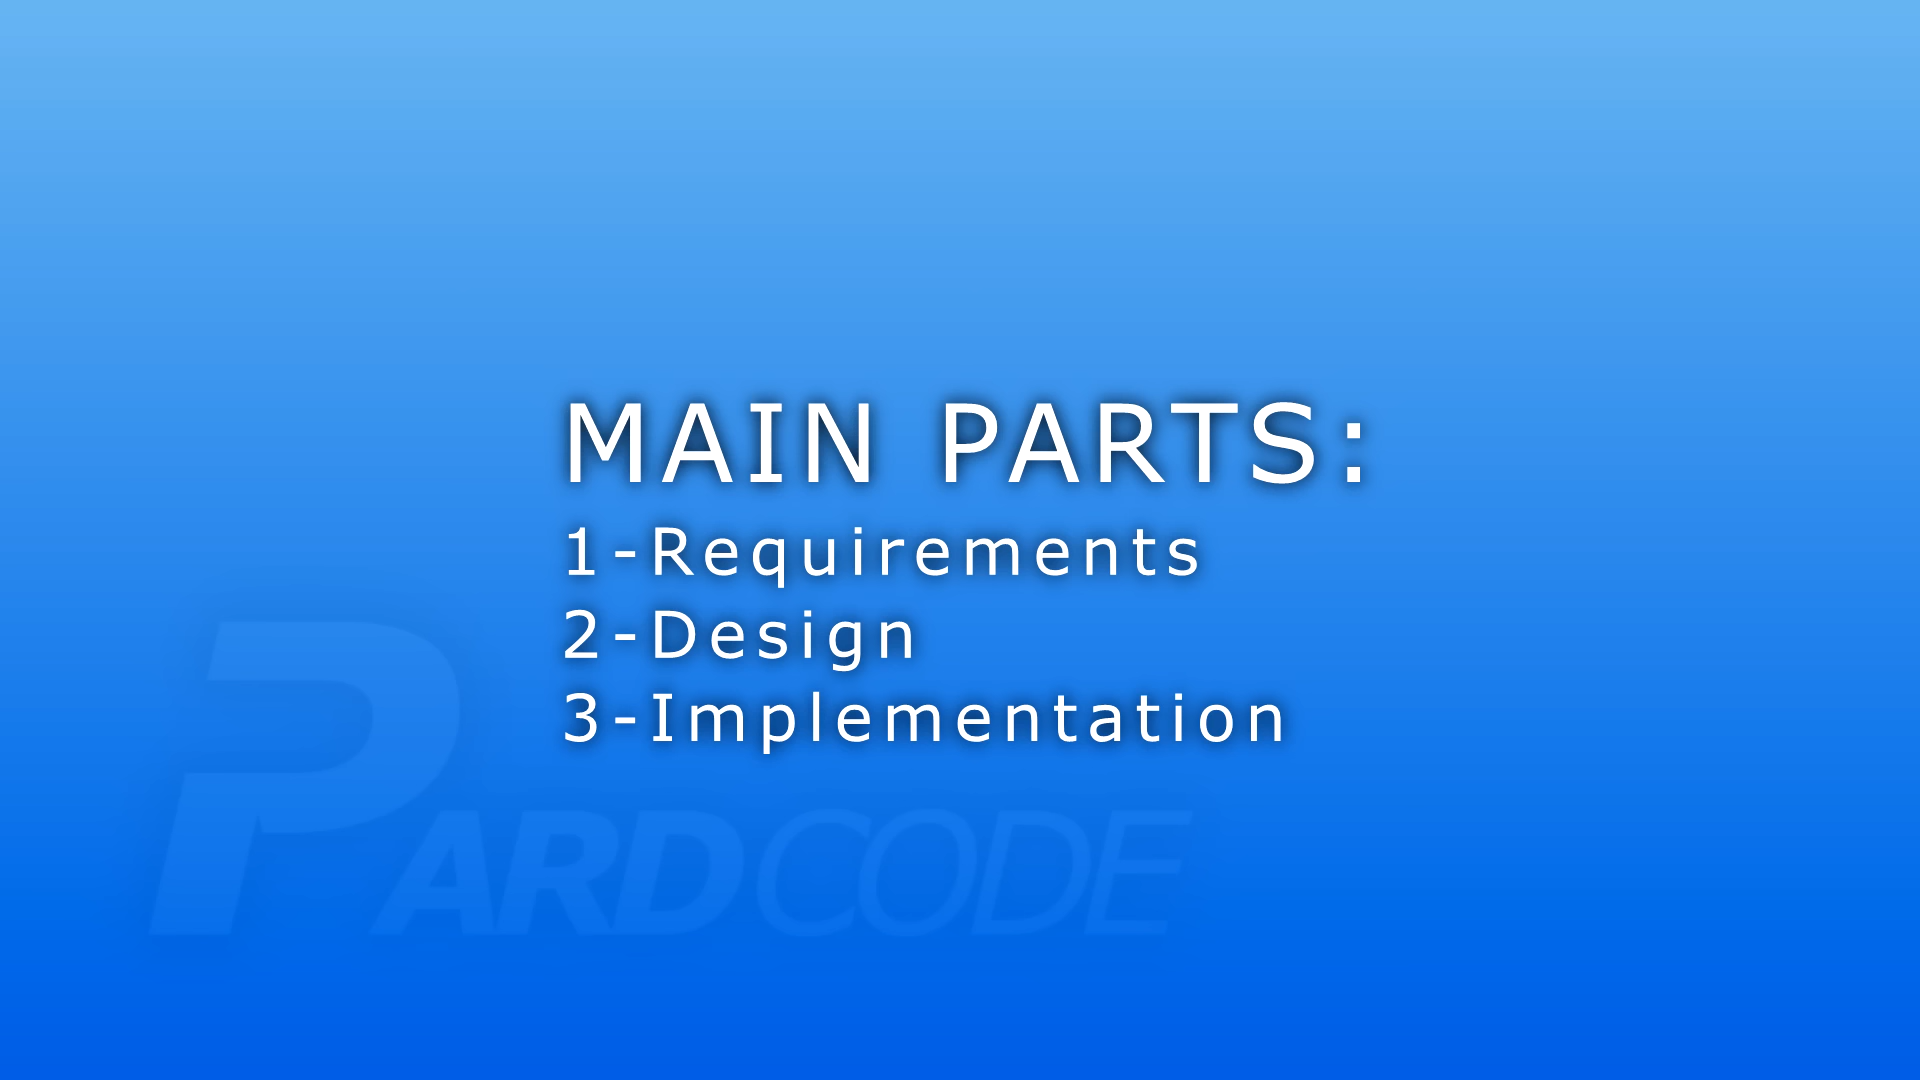 MAIN PARTS:
1-Requirements
2-Design
3-Implementation
PARDCODE